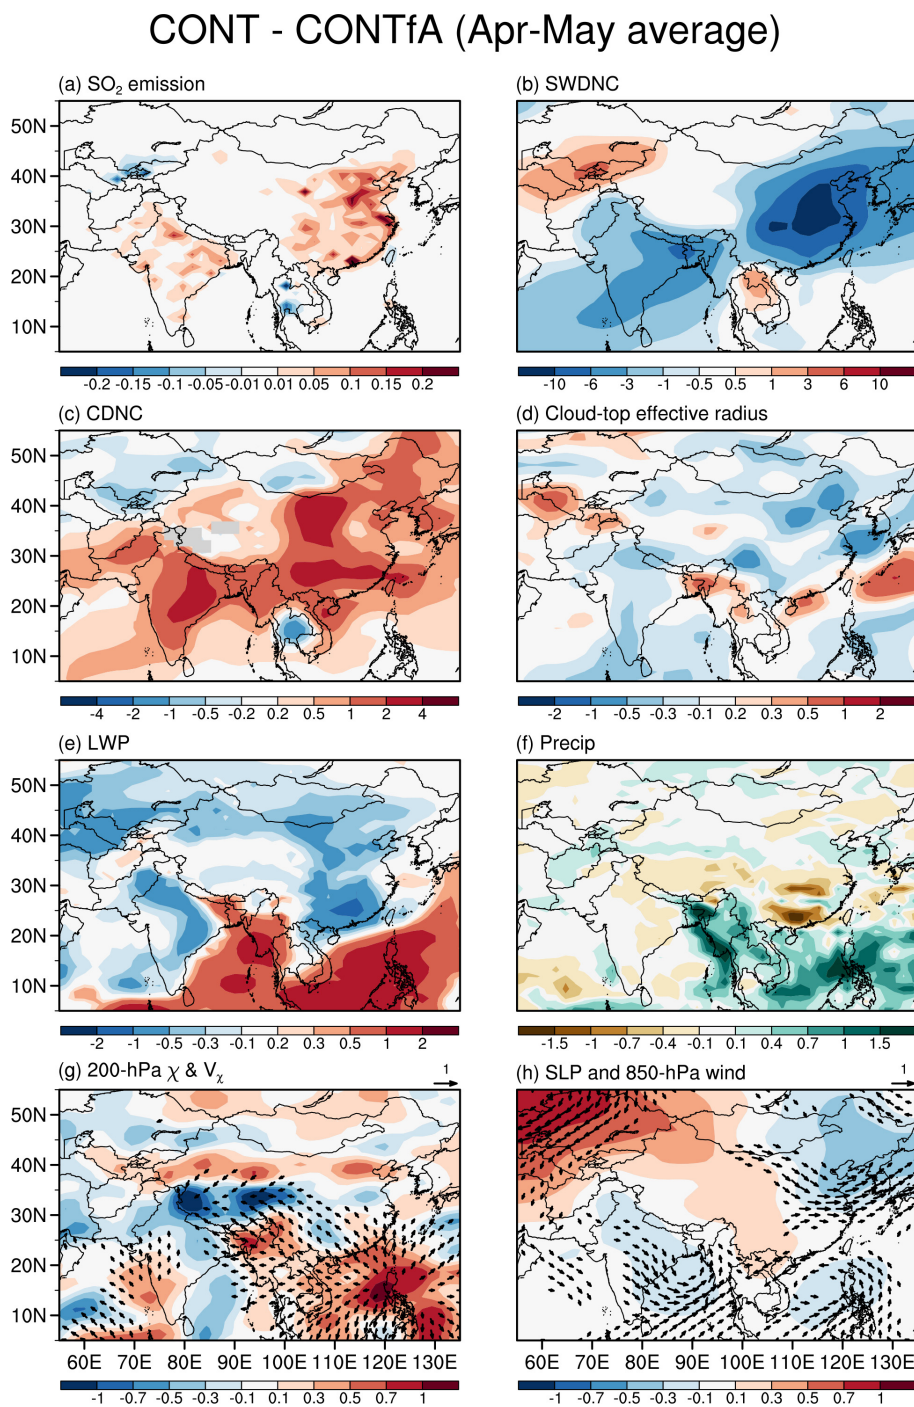 CONT - CONTfA (Apr-May average)
(a) SO₂ emission
(b) SWDNC
50N
40N
30N
20N
10N
-0.2 -0.15 -0.1 -0.05 -0.01 0.01 0.05 0.1 0.15 0.2
-10 -6 -3 -1 -0.5 0.5 1 3 6 10
(c) CDNC
(d) Cloud-top effective radius
50N
40N
30N
20N
10N
-4 -2 -1 -0.5 -0.2 0.2 0.5 1 2 4
-2 -1 -0.5 -0.3 -0.1 0.2 0.3 0.5 1 2
(e) LWP
(f) Precip
50N
40N
30N
20N
10N
-2 -1 -0.5 -0.3 -0.1 0.2 0.3 0.5 1 2
-1.5 -1 -0.7 -0.4 -0.1 0.1 0.4 0.7 1 1.5
(g) 200-hPa χ & Vᵪ
1
(h) SLP and 850-hPa wind
1
50N
40N
30N
20N
10N
60E 70E 80E 90E 100E 110E 120E 130E
60E 70E 80E 90E 100E 110E 120E 130E
-1 -0.7 -0.5 -0.3 -0.1 0.1 0.3 0.5 0.7 1
-1 -0.7 -0.5 -0.3 -0.1 0.1 0.3 0.5 0.7 1